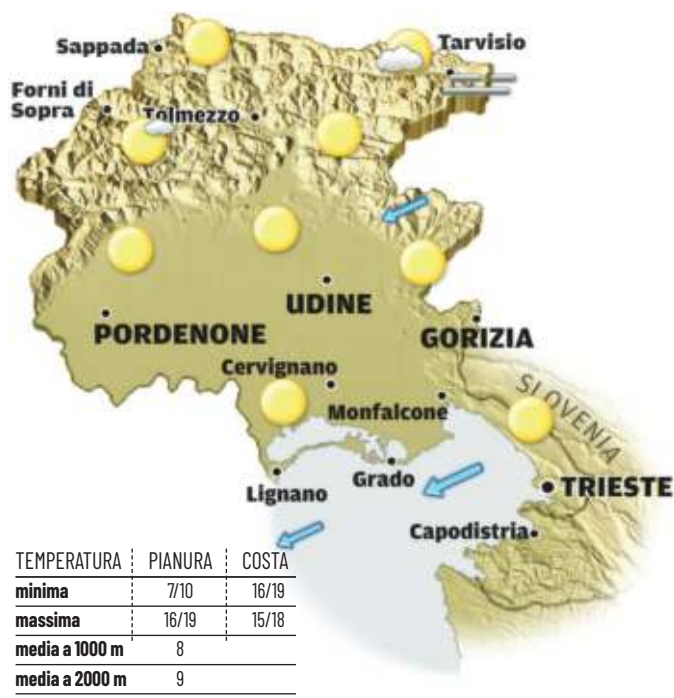 Sappada
Tarvisio
Forni di
Sopra
Tolmezzo
UDINE
PORDENONE
GORIZIA
Cervignano
SLOVENIA
Monfalcone
Grado
Lignano
TRIESTE
Capodistria
TEMPERATURA PIANURA COSTA
minima 7/10 16/19
massima 16/19 15/18
media a 1000 m 8
media a 2000 m 9